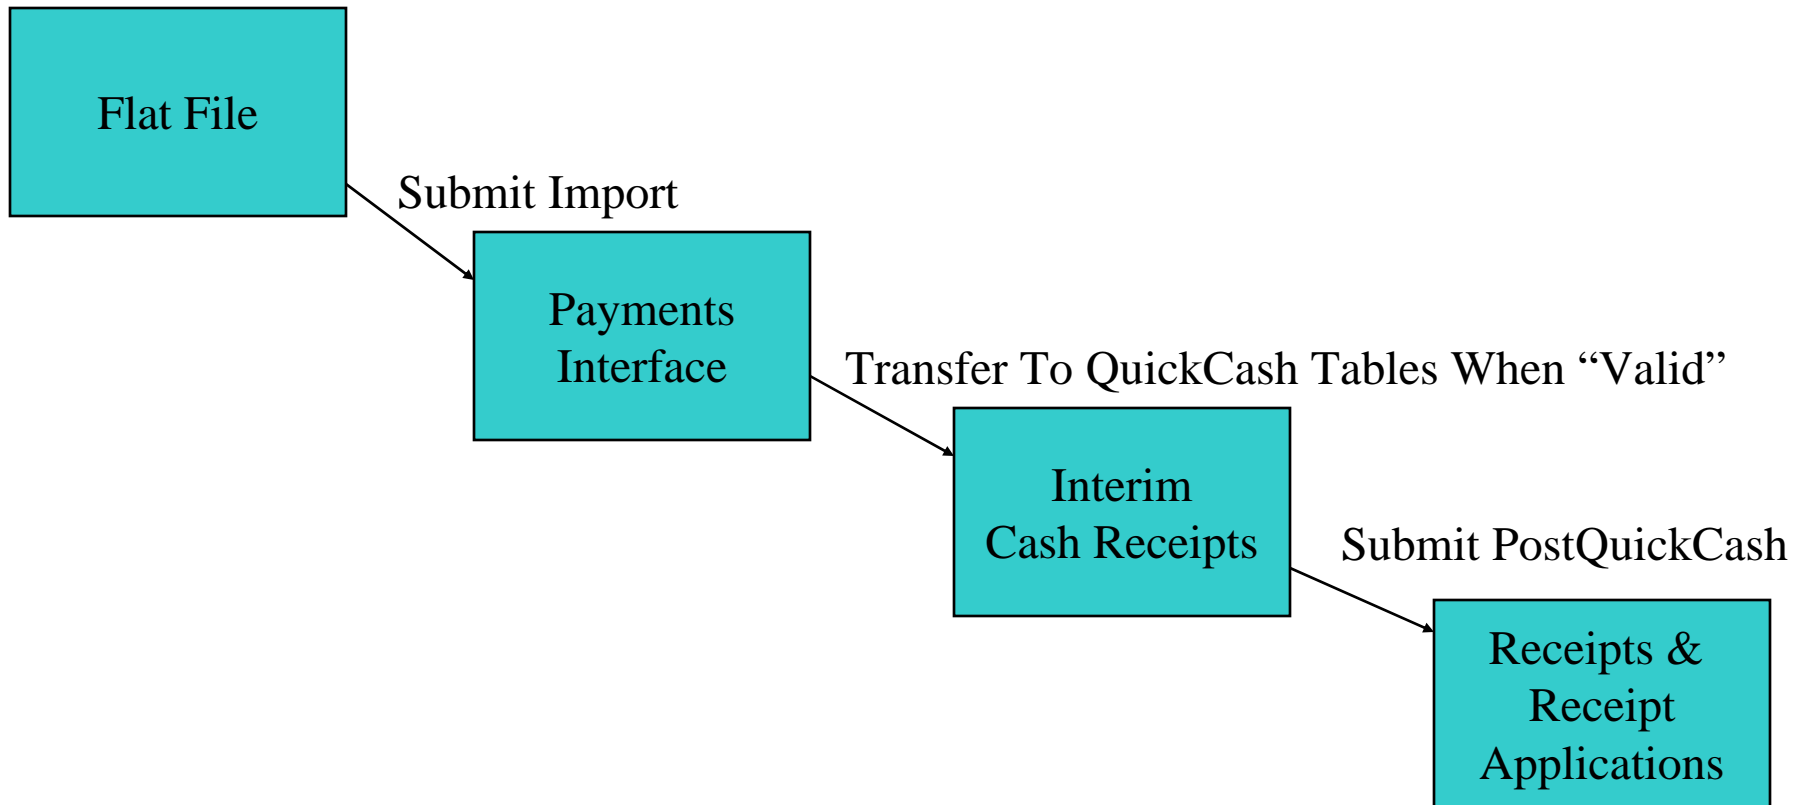 Flat File
Submit Import
Payments
Interface
Transfer To QuickCash Tables When “Valid”
Interim
Cash Receipts
Submit PostQuickCash
Receipts &
Receipt
Applications